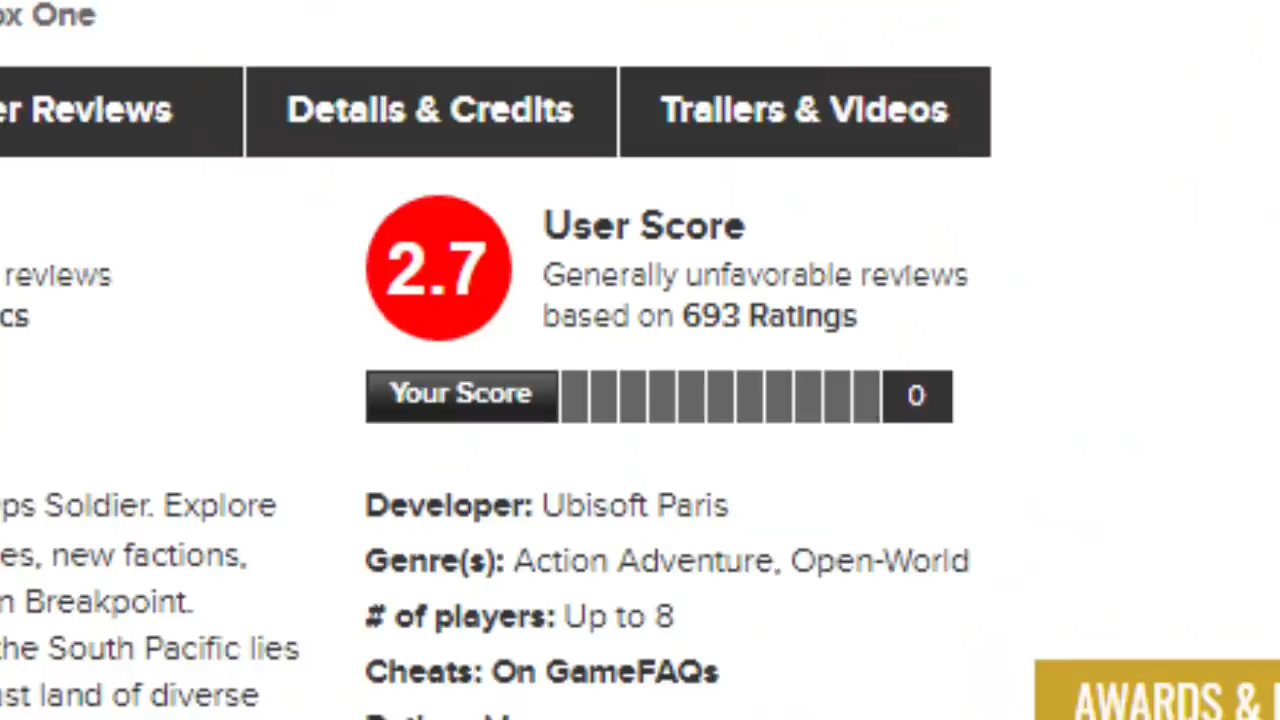 ox One
er Reviews
Details & Credits
Trailers & Videos
2.7
User Score
reviews
Generally unfavorable reviews
cs
based on 693 Ratings
Your Score
0
ps Soldier. Explore
es, new factions,
n Breakpoint.
the South Pacific lies
ast land of diverse
Developer: Ubisoft Paris
Genre(s): Action Adventure, Open-World
# of players: Up to 8
Cheats: On GameFAQs
AWARDS &